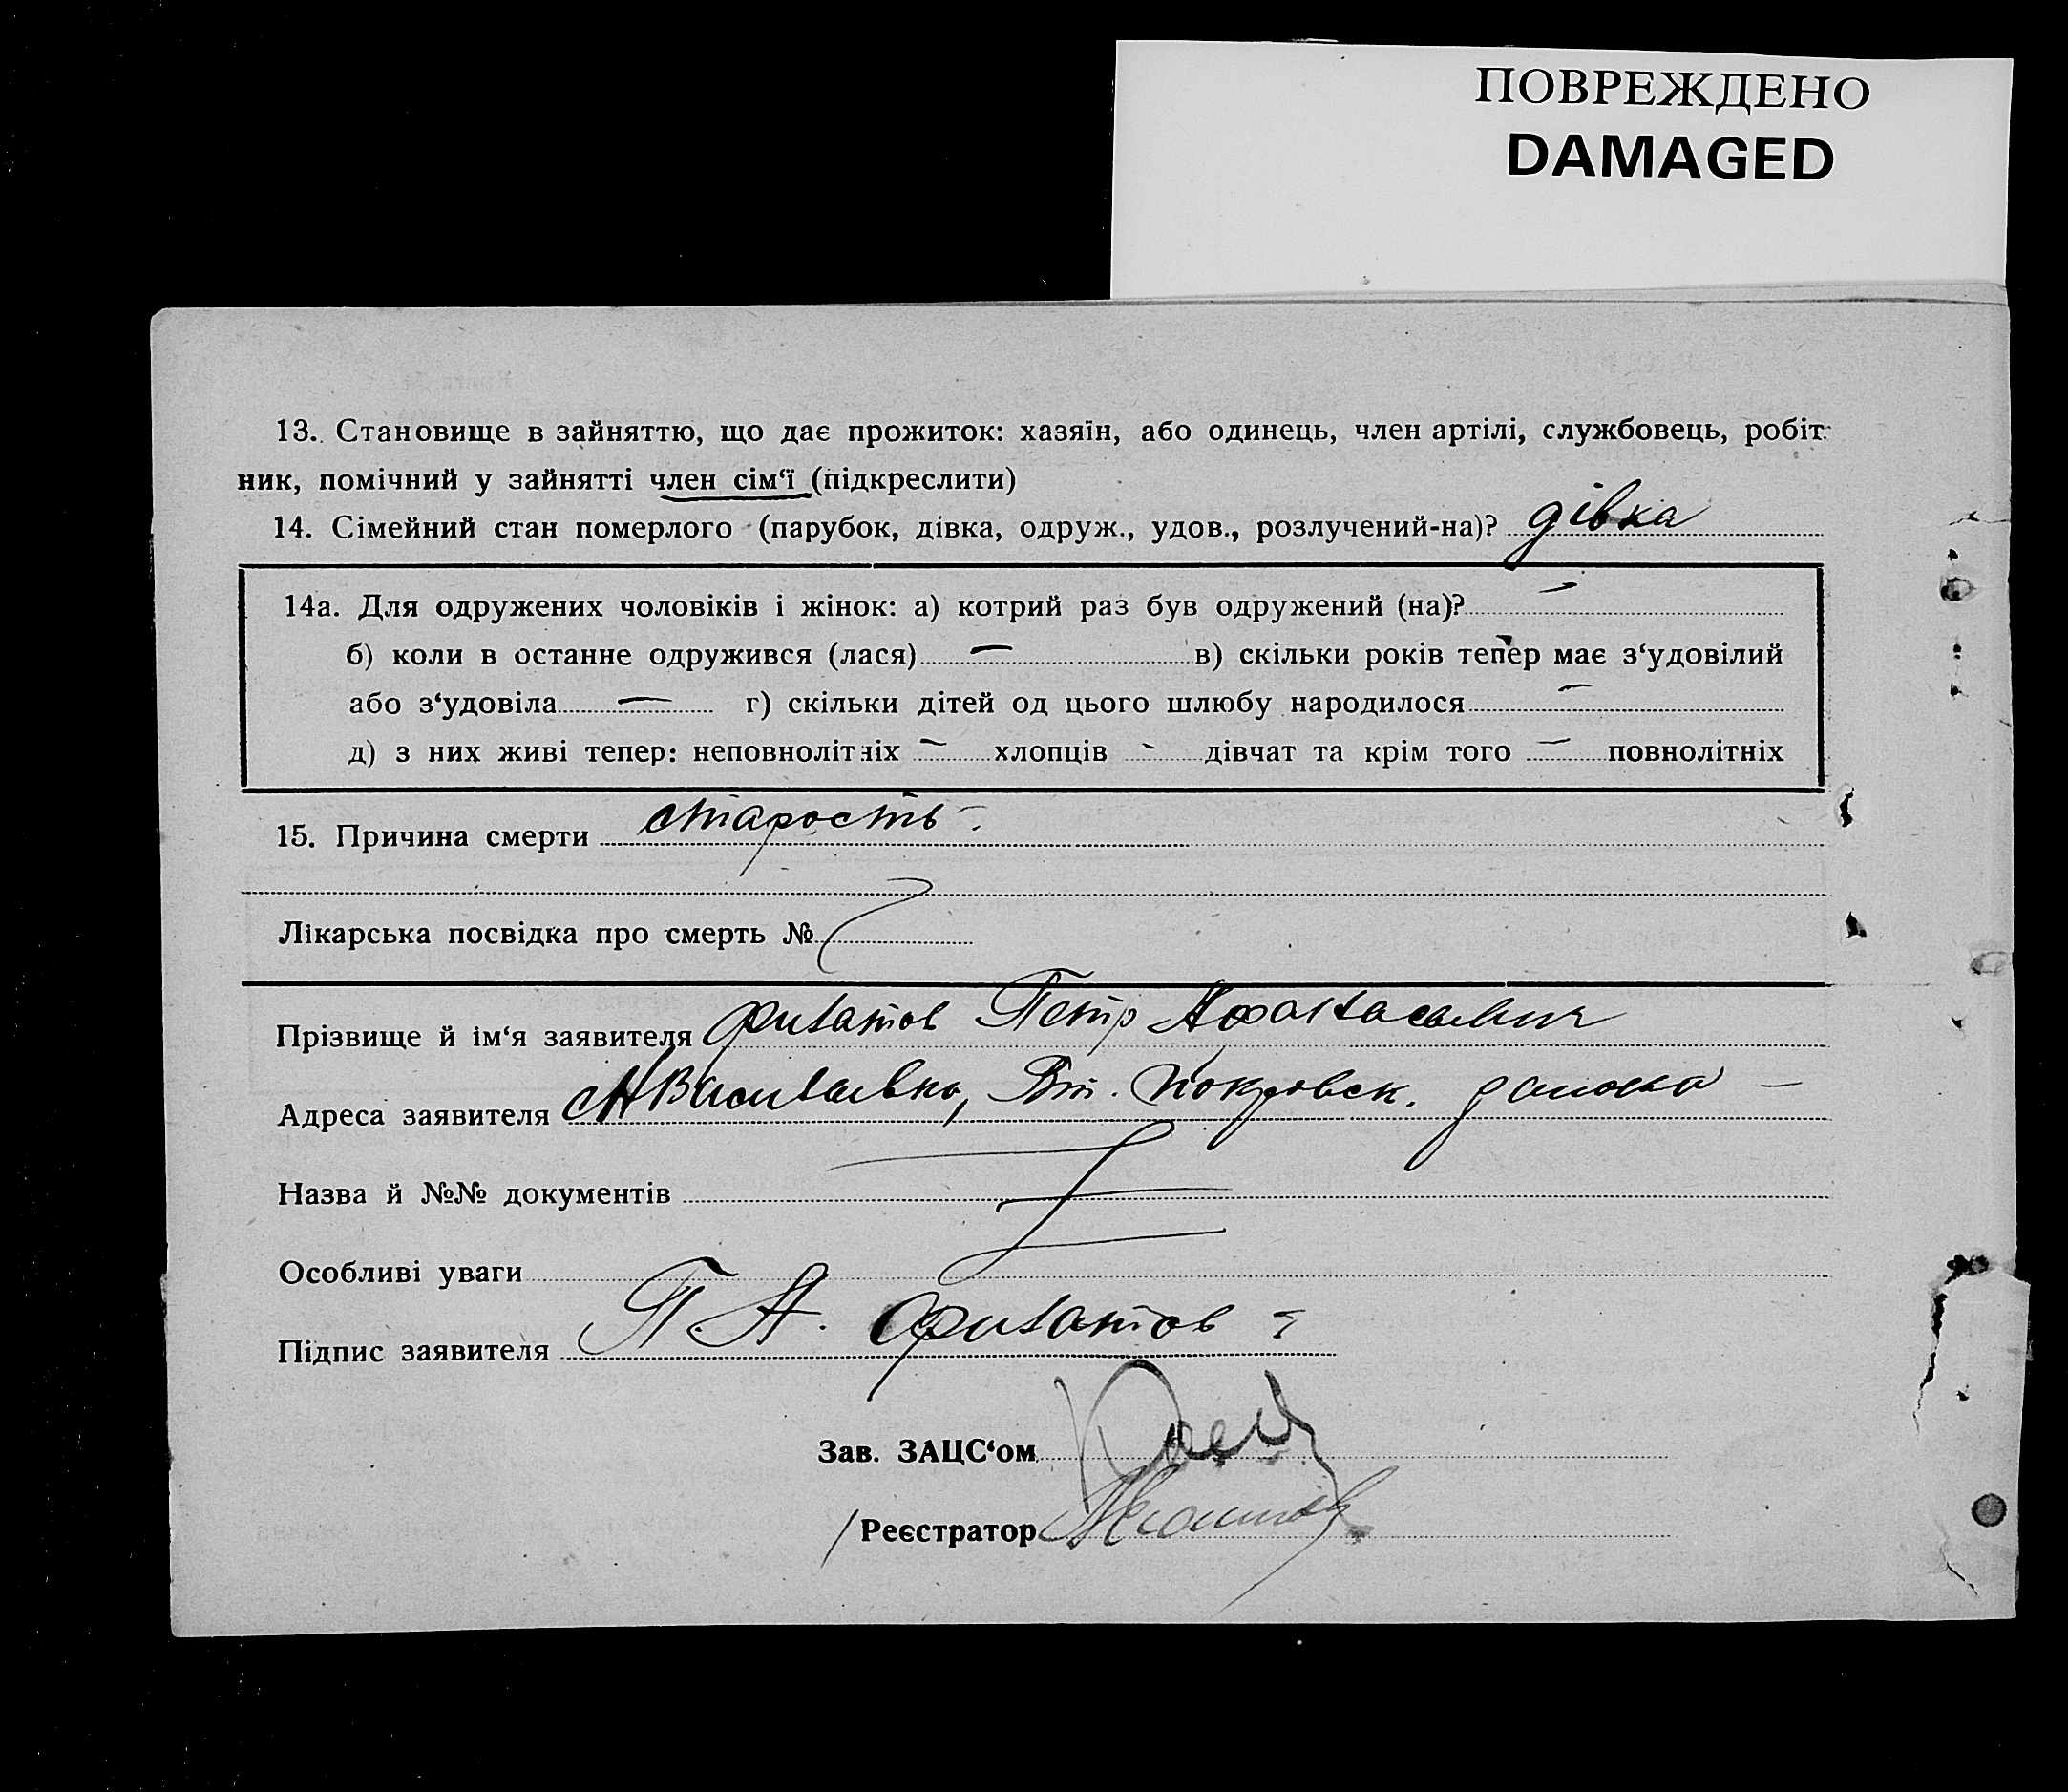 ПОВРЕЖДЕНО
DAMAGED
13. Становище в зайняттю, що дає прожиток: хазяїн, або одинець, член артілі, службовець, робіт-
ник, помічний у зайнятті член сім‘ї (підкреслити)
14. Сімейний стан померлого (парубок, дівка, одруж., удов., розлучений-на)? дівка
14а. Для одружених чоловіків і жінок: а) котрий раз був одружений (на)? —
б) коли в останнє одружився (лася) — в) скільки років тепер має з‘удовілий
або з‘удовіла — г) скільки дітей од цього шлюбу народилося —
д) з них живі тепер: неповнолітніх — хлопців - дівчат та крім того — повнолітніх
15. Причина смерти старость -
Лікарська посвідка про смерть №
Прізвище й ім‘я заявителя Филатов Петр Афанасьевич
Адреса заявителя Васильевка, Покровск. района —
Назва й №№ документів
Особливі уваги
Підпис заявителя П. А. Филатов
Зав. ЗАЦС‘ом
Реєстратор